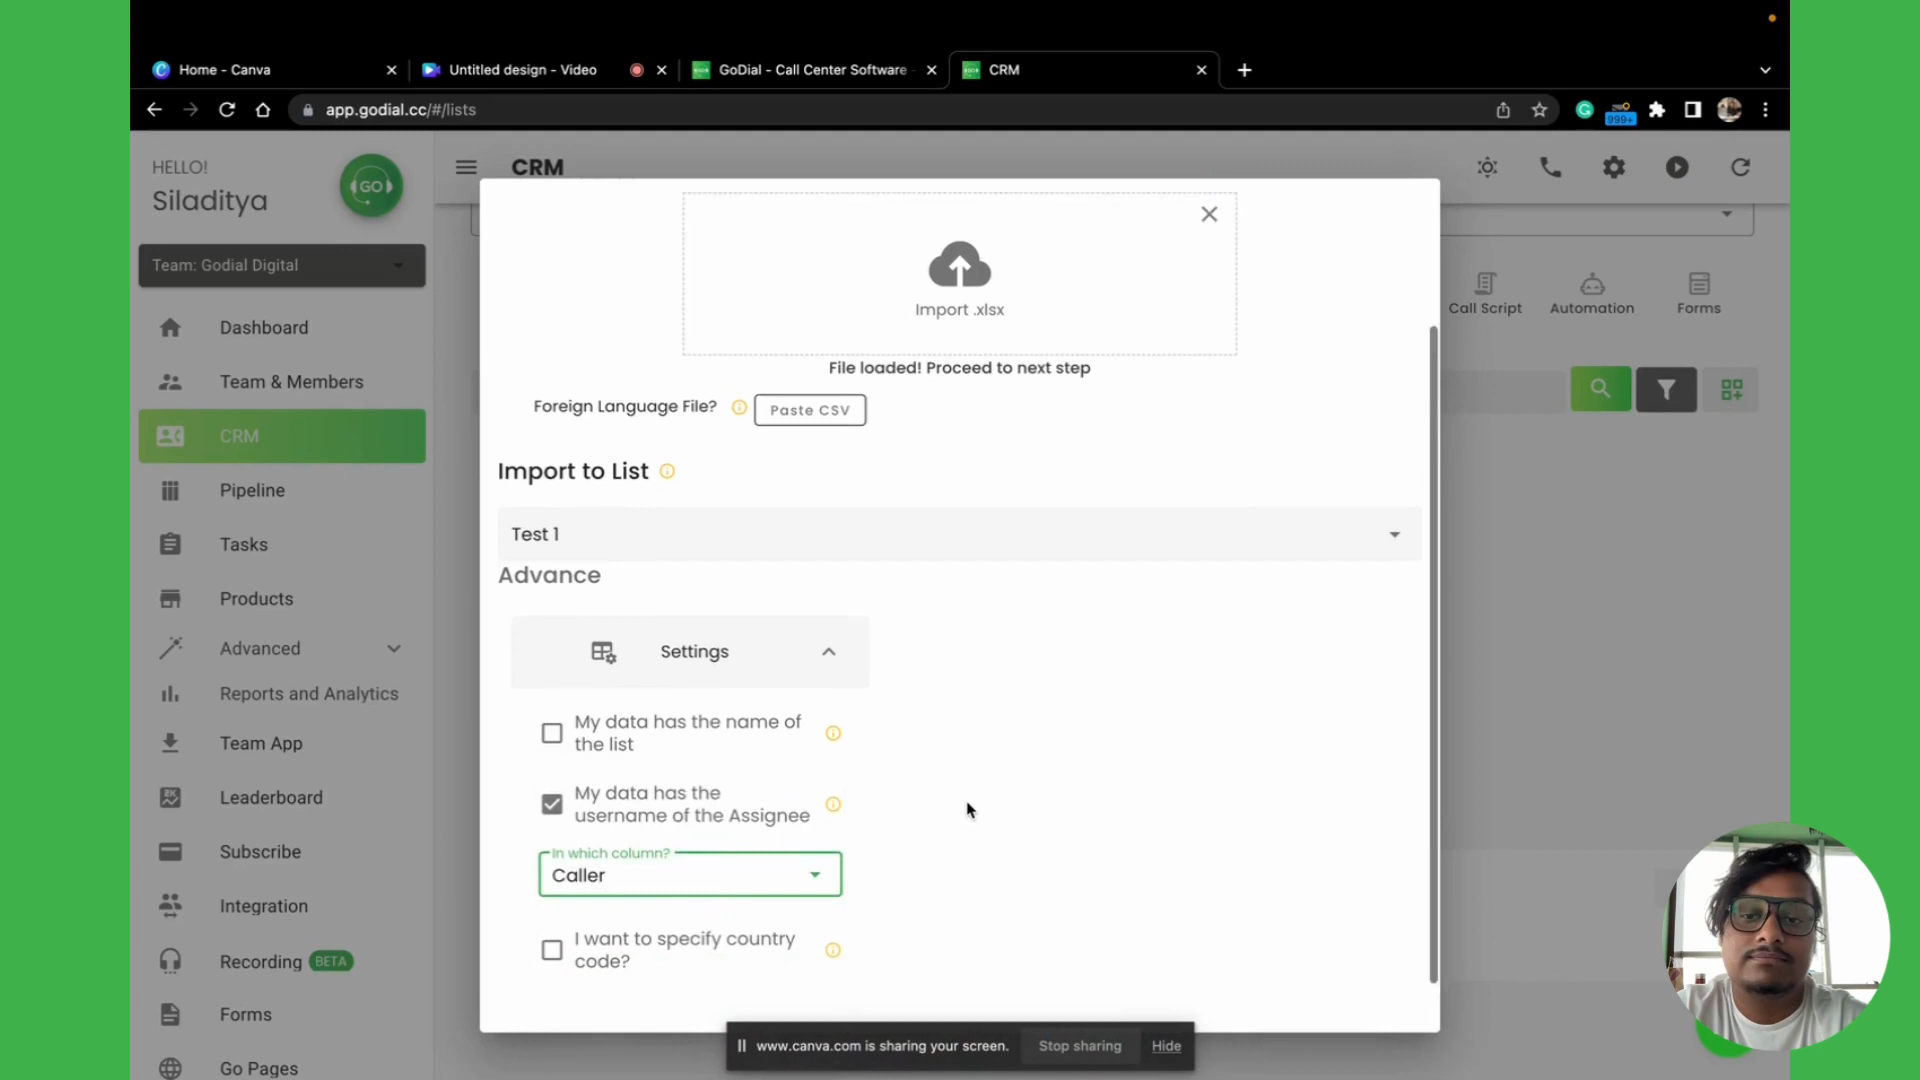 Home - Canva
Untitled design - Video
GoDial - Call Center Software -
CRM
app.godial.cc/#/lists
999+
HELLO!
Siladitya
GO
CRM
Team: Godial Digital
Dashboard
Team & Members
CRM
Pipeline
Tasks
Products
Advanced
Reports and Analytics
Team App
Leaderboard
Subscribe
Integration
Recording BETA
Forms
Go Pages
Call Script
Automation
Forms
Import .xlsx
File loaded! Proceed to next step
Foreign Language File?
Paste CSV
Import to List
Test 1
Advance
Settings
My data has the name of
the list
My data has the
username of the Assignee
In which column?
Caller
I want to specify country
code?
www.canva.com is sharing your screen.
Stop sharing
Hide